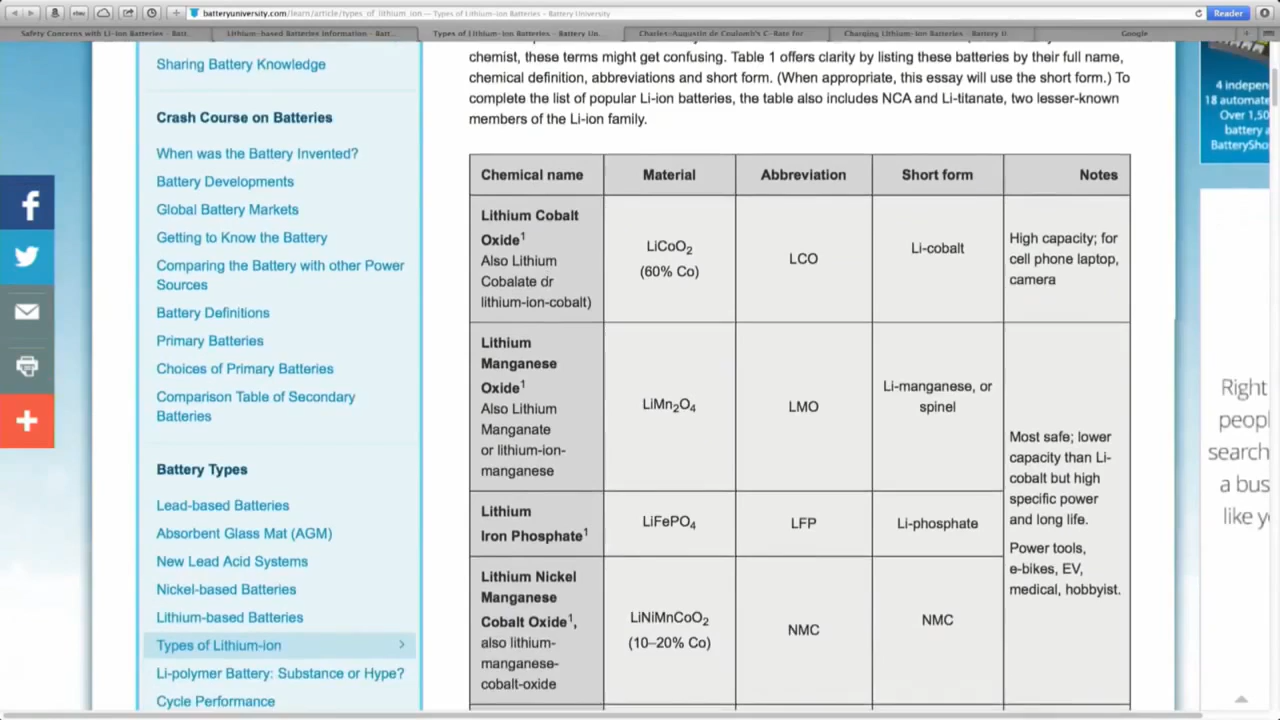 batteryuniversity.com/learn/article/types_of_lithium_ion — Types of Lithium-ion Batteries – Battery University
Reader
Safety Concerns with Li-ion Batteries - Batt...
Lithium-based Batteries Information – Batt...
Types of Lithium-ion Batteries – Battery Un...
Charles-Augustin de Coulomb's C-Rate for
Charging Lithium-Ion Batteries – Battery U
Google
Sharing Battery Knowledge
Crash Course on Batteries
When was the Battery Invented?
Battery Developments
Global Battery Markets
Getting to Know the Battery
Comparing the Battery with other Power
Sources
Battery Definitions
Primary Batteries
Choices of Primary Batteries
Comparison Table of Secondary
Batteries
Battery Types
Lead-based Batteries
Absorbent Glass Mat (AGM)
New Lead Acid Systems
Nickel-based Batteries
Lithium-based Batteries
Types of Lithium-ion
Li-polymer Battery: Substance or Hype?
Cycle Performance
chemist, these terms might get confusing. Table 1 offers clarity by listing these batteries by their full name,
chemical definition, abbreviations and short form. (When appropriate, this essay will use the short form.) To
complete the list of popular Li-ion batteries, the table also includes NCA and Li-titanate, two lesser-known
members of the Li-ion family.
Chemical name
Material
Abbreviation
Short form
Notes
Lithium Cobalt
Oxide¹
Also Lithium
Cobalate dr
lithium-ion-cobalt)
LiCoO₂
(60% Co)
LCO
Li-cobalt
High capacity; for
cell phone laptop,
camera
Lithium
Manganese
Oxide¹
Also Lithium
Manganate
or lithium-ion-
manganese
LiMn₂O₄
LMO
Li-manganese, or
spinel
Most safe; lower
capacity than Li-
cobalt but high
specific power
and long life.
Power tools,
e-bikes, EV,
medical, hobbyist.
Lithium
Iron Phosphate¹
LiFePO₄
LFP
Li-phosphate
Lithium Nickel
Manganese
Cobalt Oxide¹,
also lithium-
manganese-
cobalt-oxide
LiNiMnCoO₂
(10–20% Co)
NMC
NMC
4 indepen
18 automate
Over 1,50
battery a
BatterySho
Right
peop
search
a bus
like y